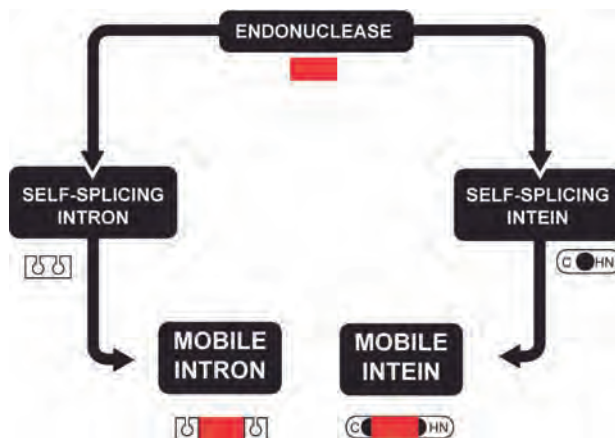 ENDONUCLEASE
SELF-SPLICING
INTRON
SELF-SPLICING
INTEIN
C HN
MOBILE
INTRON
MOBILE
INTEIN
C HN